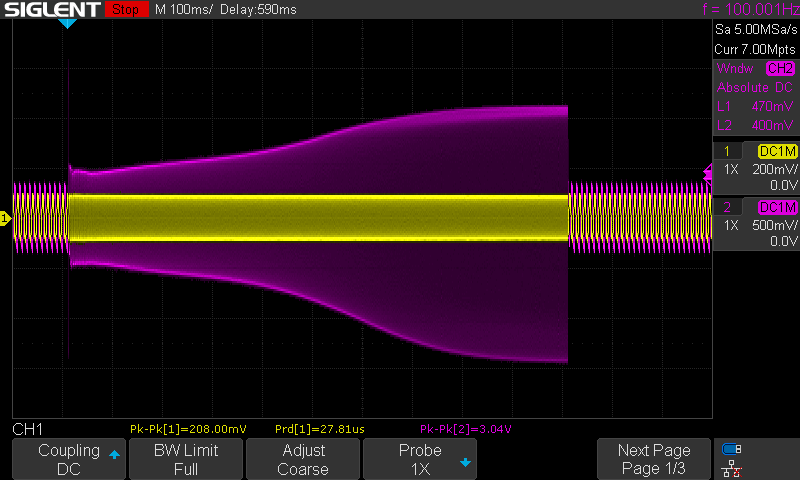 SIGLENT Stop M 100ms/ Delay:590ms f = 100.001Hz
Sa 5.00MSa/s
Curr 7.00Mpts
Wndw CH2
Absolute DC
L1 470mV
L2 400mV
1 DC1M
1X 200mV/
0.0V
2 DC1M
1X 500mV/
0.0V
1
CH1 Pk-Pk[1]=208.00mV Prd[1]=27.81us Pk-Pk[2]=3.04V
Coupling
DC
BW Limit
Full
Adjust
Coarse
Probe
1X
Next Page
Page 1/3